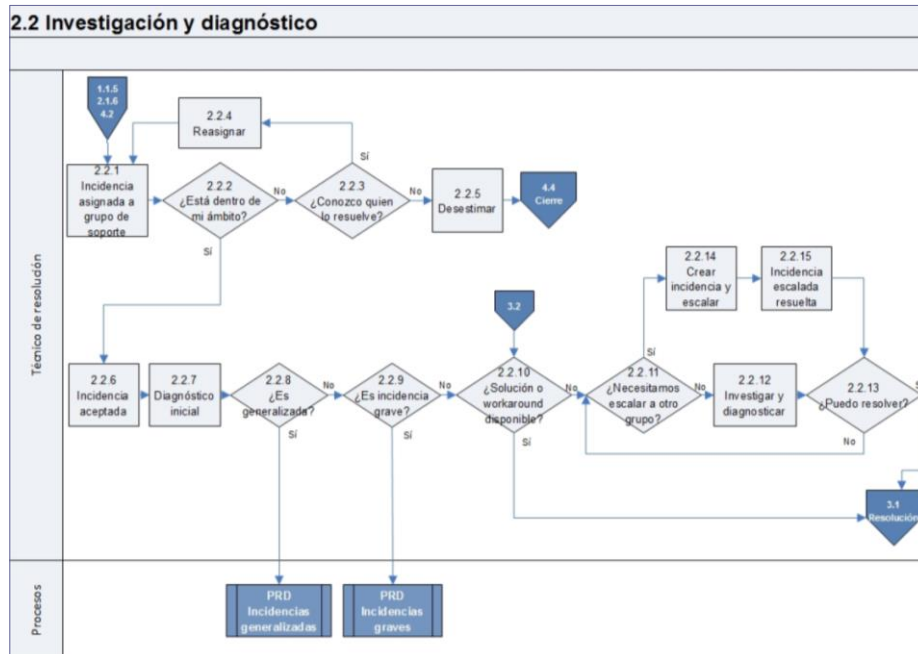 2.2 Investigación y diagnóstico
Técnico de resolución
1.1.5
2.1.6
4.2
2.2.4
Reasignar
Sí
2.2.1
Incidencia
asignada a
grupo de
soporte
2.2.2
¿Está dentro de
mi ámbito?
No
2.2.3
¿Conozco quien
lo resuelve?
No
2.2.5
Desestimar
4.4
Cierre
Sí
2.2.14
Crear
incidencia y
escalar
2.2.15
Incidencia
escalada
resuelta
3.2
Sí
2.2.6
Incidencia
aceptada
2.2.7
Diagnóstico
inicial
2.2.8
¿Es
generalizada?
No
2.2.9
¿Es incidencia
grave?
No
2.2.10
¿Solución o
workaround
disponible?
No
2.2.11
¿Necesitamos
escalar a otro
grupo?
No
2.2.12
Investigar y
diagnosticar
2.2.13
¿Puedo resolver?
Sí
Sí
Sí
No
3.1
Resolución
Procesos
PRD
Incidencias
generalizadas
PRD
Incidencias
graves